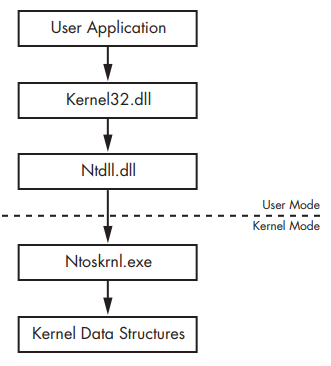 User Application
Kernel32.dll
Ntdll.dll
User Mode
Kernel Mode
Ntoskrnl.exe
Kernel Data Structures